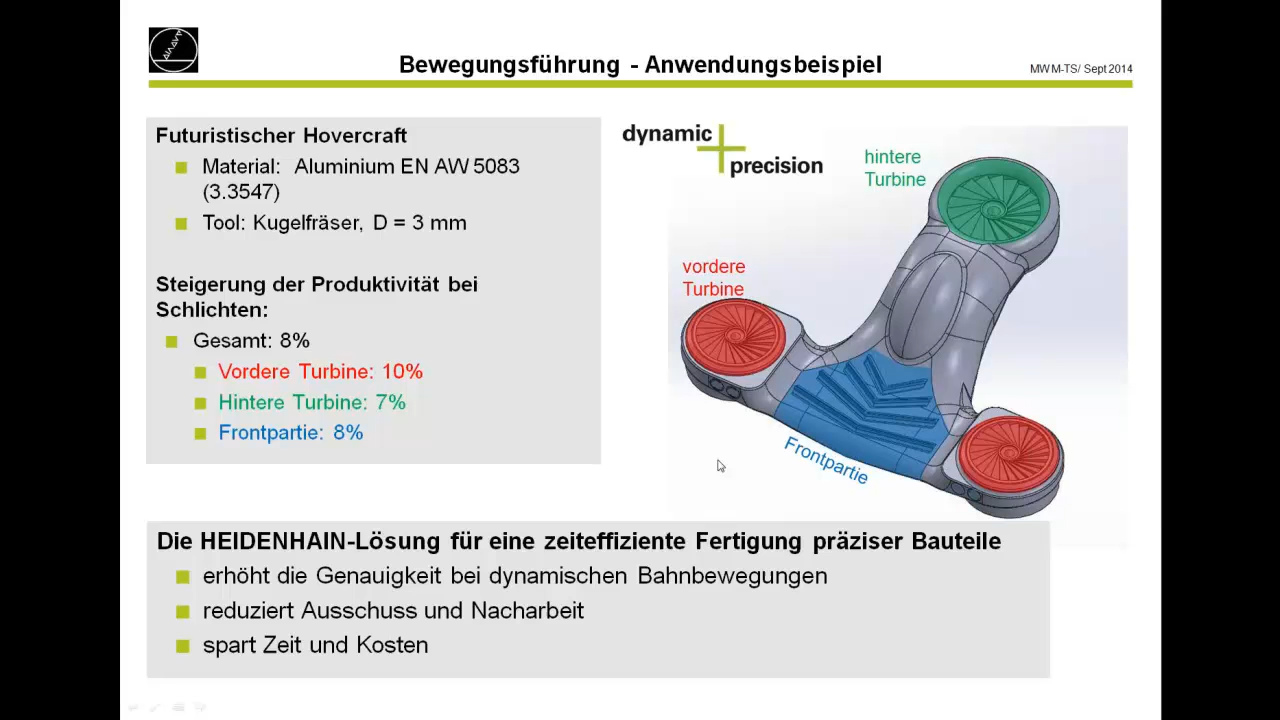 Bewegungsführung - Anwendungsbeispiel
MWM-TS/ Sept 2014
Futuristischer Hovercraft
Material: Aluminium EN AW 5083
(3.3547)
Tool: Kugelfräser, D = 3 mm
Steigerung der Produktivität bei
Schlichten:
Gesamt: 8%
Vordere Turbine: 10%
Hintere Turbine: 7%
Frontpartie: 8%
dynamic
precision
hintere
Turbine
vordere
Turbine
Frontpartie
Die HEIDENHAIN-Lösung für eine zeiteffiziente Fertigung präziser Bauteile
erhöht die Genauigkeit bei dynamischen Bahnbewegungen
reduziert Ausschuss und Nacharbeit
spart Zeit und Kosten